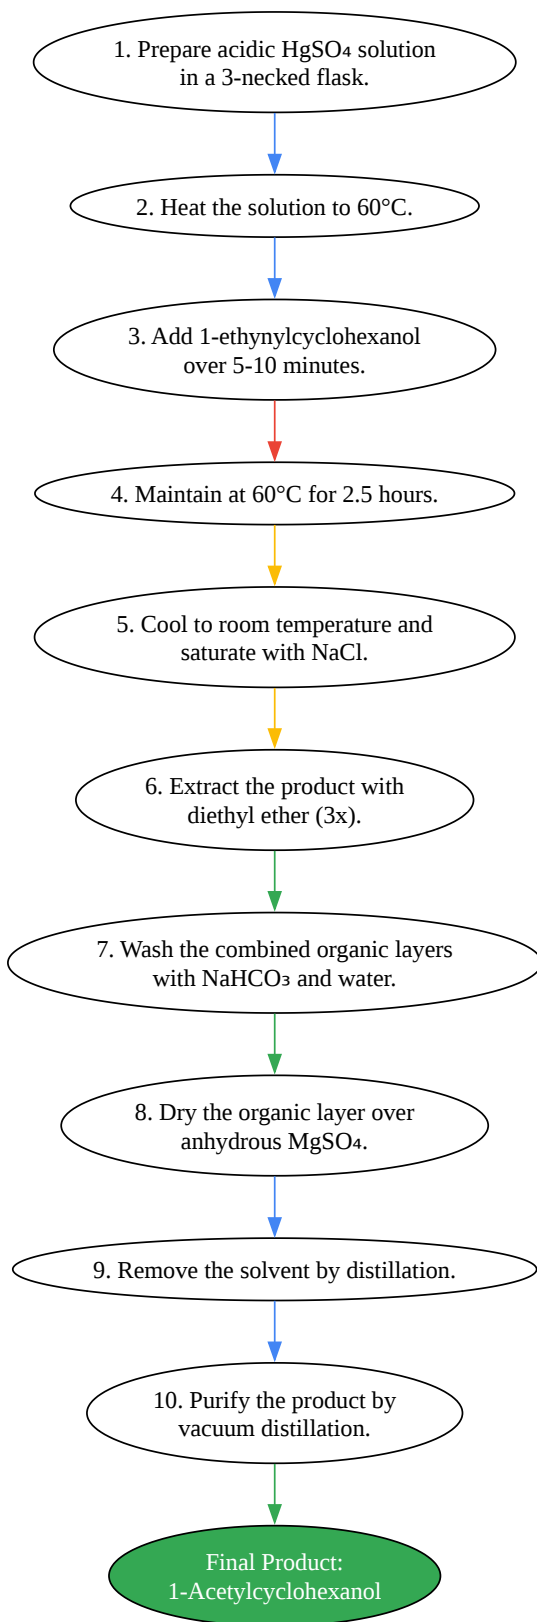 1. Prepare acidic HgSO₄ solution
in a 3-necked flask.
2. Heat the solution to 60°C.
3. Add 1-ethynylcyclohexanol
over 5-10 minutes.
4. Maintain at 60°C for 2.5 hours.
5. Cool to room temperature and
saturate with NaCl.
6. Extract the product with
diethyl ether (3x).
7. Wash the combined organic layers
with NaHCO₃ and water.
8. Dry the organic layer over
anhydrous MgSO₄.
9. Remove the solvent by distillation.
10. Purify the product by
vacuum distillation.
Final Product:
1-Acetylcyclohexanol